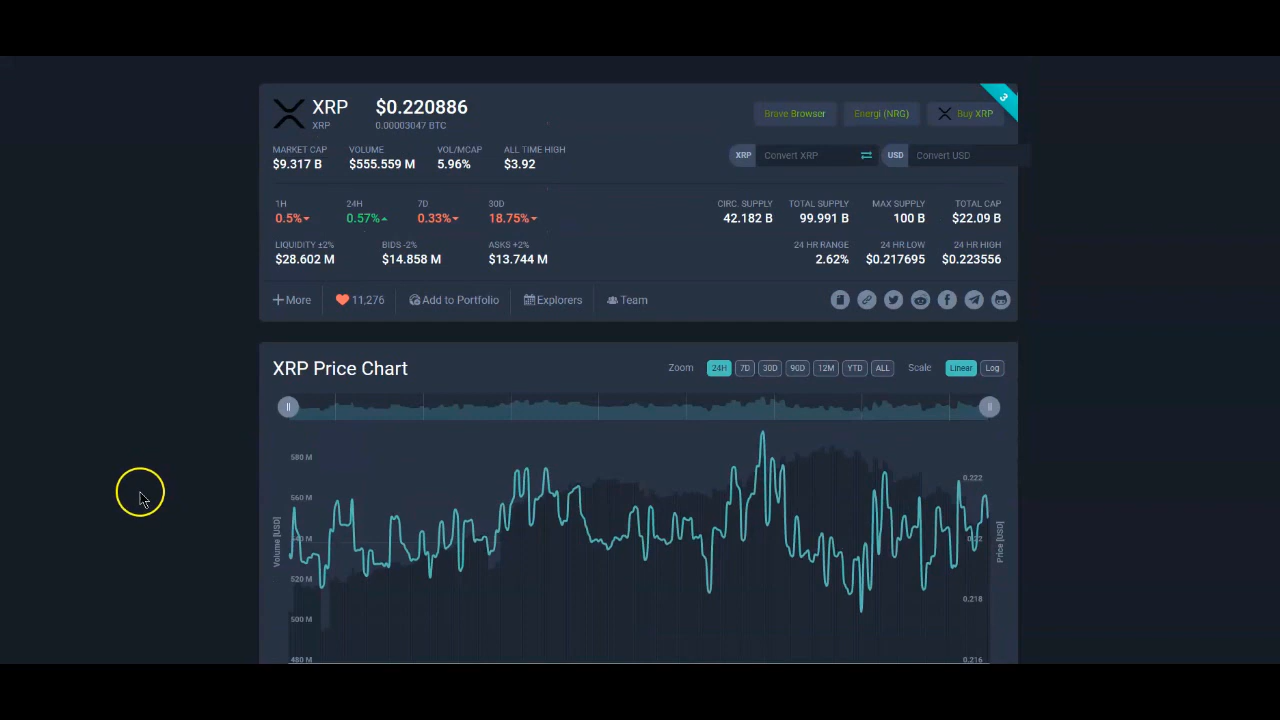 3
XRP $0.220886
XRP 0.00003047 BTC
Brave Browser Energi (NRG) Buy XRP
MARKET CAP VOLUME VOL/MCAP ALL TIME HIGH
$9.317 B $555.559 M 5.96% $3.92
XRP Convert XRP USD Convert USD
1H 24H 7D 30D CIRC. SUPPLY TOTAL SUPPLY MAX SUPPLY TOTAL CAP
0.5% 0.57% 0.33% 18.75% 42.182 B 99.991 B 100 B $22.09 B
LIQUIDITY ±2% BIDS -2% ASKS +2% 24 HR RANGE 24 HR LOW 24 HR HIGH
$28.602 M $14.858 M $13.744 M 2.62% $0.217695 $0.223556
+More 11,276 Add to Portfolio Explorers Team
XRP Price Chart Zoom 24H 7D 30D 90D 12M YTD ALL Scale Linear Log
580 M
0.222
560 M
540 M 0.22
Volume [USD] Price [USD]
520 M
0.218
500 M
480 M 0.216